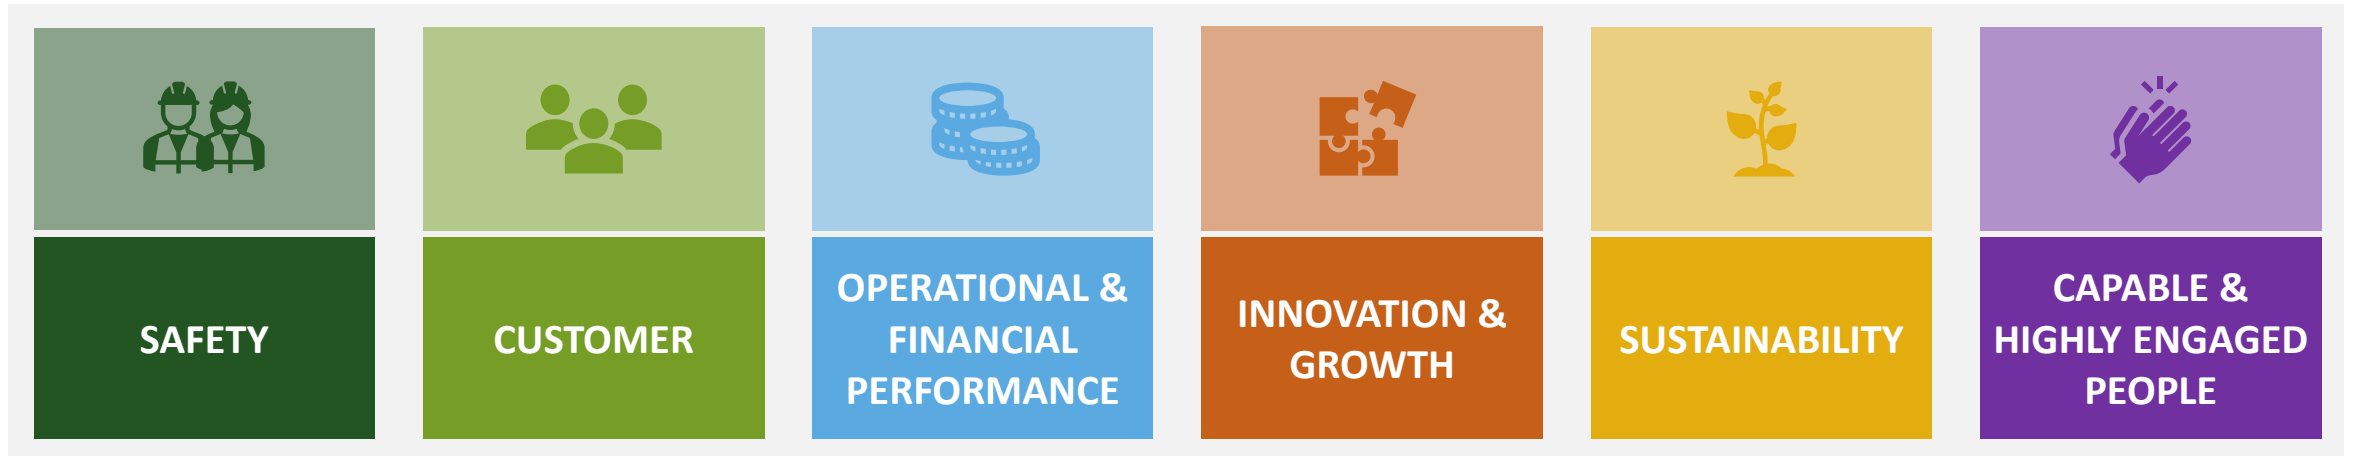 SAFETY
CUSTOMER
OPERATIONAL &
FINANCIAL
PERFORMANCE
INNOVATION &
GROWTH
SUSTAINABILITY
CAPABLE &
HIGHLY ENGAGED
PEOPLE